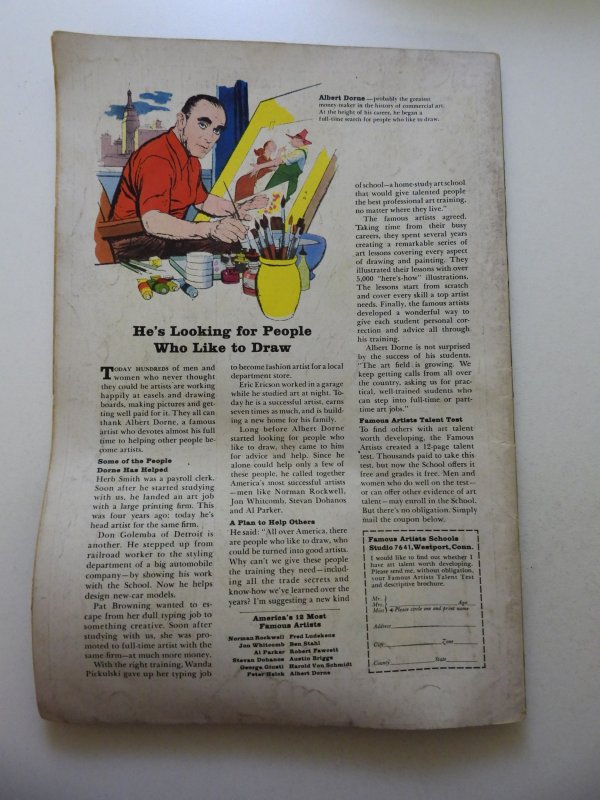 Albert Dorne—probably the greatest
money-maker in the history of commercial art.
At the height of his career, he began a
full-time search for people who like to draw.
He's Looking for People
Who Like to Draw
TODAY HUNDREDS of men and
women who never thought
they could be artists are working
happily at easels and drawing
boards, making pictures and get-
ting well paid for it. They all can
thank Albert Dorne, a famous
artist who devotes almost his full
time to helping other people be-
come artists.
Some of the People
Dorne Has Helped
Herb Smith was a payroll clerk.
Soon after he started studying
with us, he landed an art job
with a large printing firm. This
was four years ago: today he's
head artist for the same firm.
Don Golemba of Detroit is
another. He stepped up from
railroad worker to the styling
department of a big automobile
company—by showing his work
with the School. Now he helps
design new-car models.
Pat Browning wanted to es-
cape from her dull typing job to
something creative. Soon after
studying with us, she was pro-
moted to full-time artist with the
same firm—at much more money.
With the right training, Wanda
Pickulski gave up her typing job
to become fashion artist for a local
department store.
Eric Ericson worked in a garage
while he studied art at night. To-
day he is a successful artist, earns
seven times as much, and is build-
ing a new home for his family.
Long before Albert Dorne
started looking for people who
like to draw, they came to him
for advice and help. Since he
alone could help only a few of
these people, he called together
America's most successful artists
—men like Norman Rockwell,
Jon Whitcomb, Stevan Dohanos
and Al Parker.
A Plan to Help Others
He said: "All over America, there
are people who like to draw, who
could be turned into good artists.
Why can't we give these people
the training they need—includ-
ing all the trade secrets and
know-how we've learned over the
years? I'm suggesting a new kind
America's 12 Most
Famous Artists
Norman Rockwell Fred Ludekens
Jon Whitcomb Ben Stahl
Al Parker Robert Fawcett
Stevan Dohanos Austin Briggs
George Giusti Harold Von Schmidt
Peter Helck Albert Dorne
of school—a home-study art school
that would give talented people
the best professional art training,
no matter where they live."
The famous artists agreed.
Taking time from their busy
careers, they spent several years
creating a remarkable series of
art lessons covering every aspect
of drawing and painting. They
illustrated their lessons with over
5,000 "here's-how" illustrations.
The lessons start from scratch
and cover every skill a top artist
needs. Finally, the famous artists
developed a wonderful way to
give each student personal cor-
rection and advice all through
his training.
Albert Dorne is not surprised
by the success of his students.
"The art field is growing. We
keep getting calls from all over
the country, asking us for prac-
tical, well-trained students who
can step into full-time or part-
time art jobs."
Famous Artists Talent Test
To find others with art talent
worth developing, the Famous
Artists created a 12-page talent
test. Thousands paid to take this
test, but now the School offers it
free and grades it free. Men and
women who do well on the test—
or can offer other evidence of art
talent—may enroll in the School.
But there's no obligation. Simply
mail the coupon below.
Famous Artists Schools
Studio 7641, Westport, Conn.
I would like to find out whether I
have art talent worth developing.
Please send me, without obligation,
your Famous Artists Talent Test
and descriptive brochure.
Mr.
Mrs. Age
Miss Please circle one and print name
Address
City Zone
County State